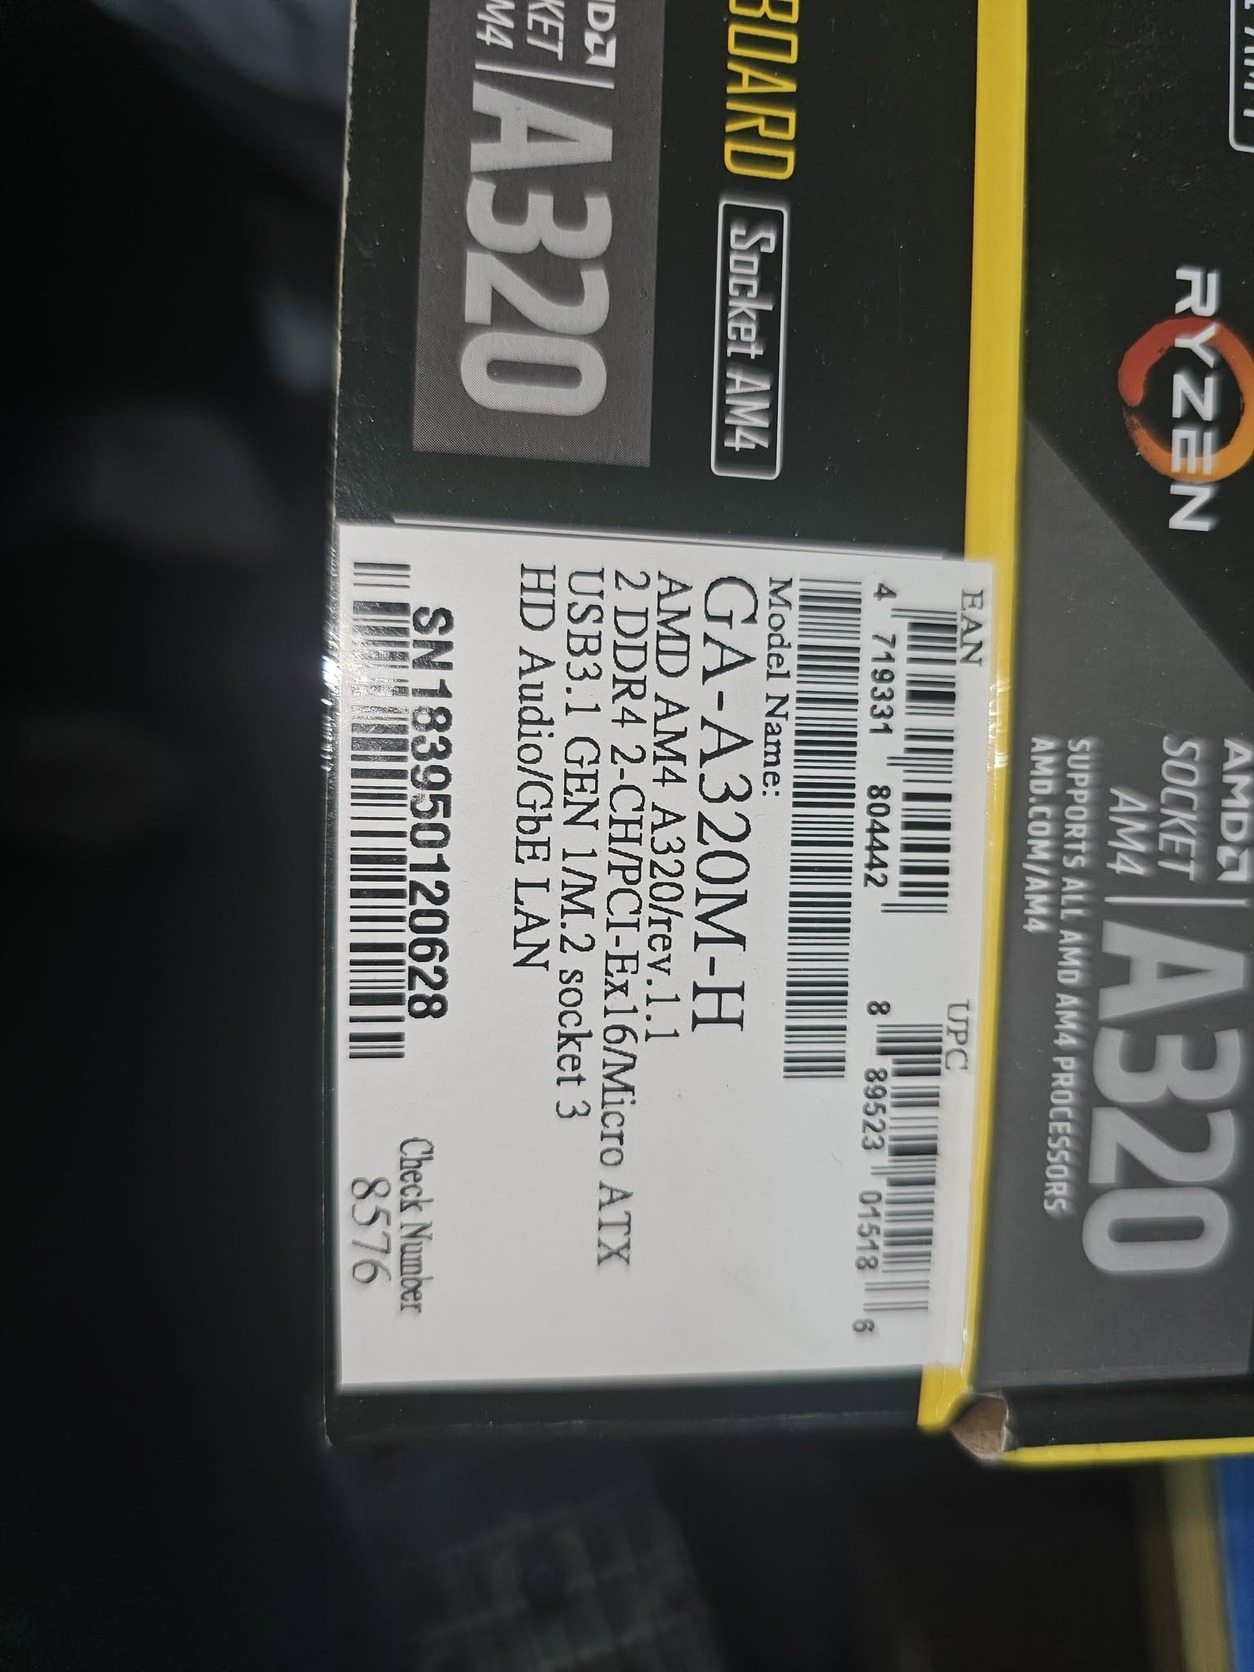 BOARD Socket AM4
SOCKET
AM4
A320
RYZEN
AMD
SOCKET
AM4
A320
SUPPORTS ALL AMD AM4 PROCESSORS
AMD.COM/AM4
EAN
4 719331 804442
UPC
8 89523 01518 6
Model Name:
GA-A320M-H
AMD AM4 A320/rev.1.1
2 DDR4 2-CH/PCI-Ex16/Micro ATX
USB3.1 GEN 1/M.2 socket 3
HD Audio/GbE LAN
SN183950120628
Check Number
8576